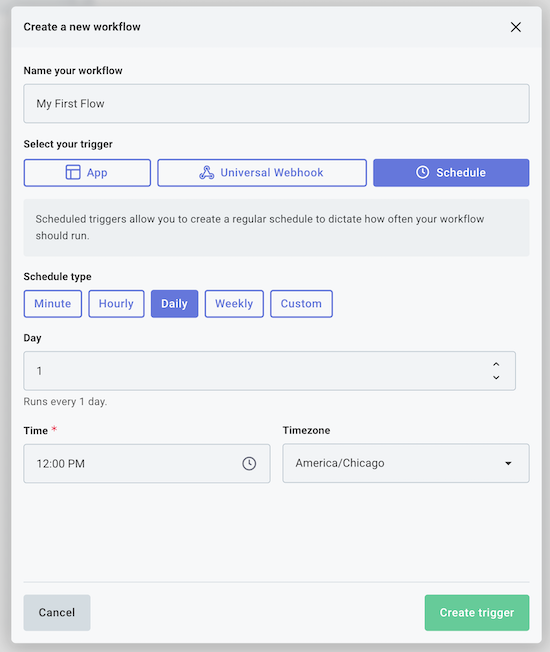 Create a new workflow
Name your workflow
My First Flow
Select your trigger
App
Universal Webhook
Schedule
Scheduled triggers allow you to create a regular schedule to dictate how often your workflow
should run.
Schedule type
Minute
Hourly
Daily
Weekly
Custom
Day
1
Runs every 1 day.
Time *
Timezone
12:00 PM
America/Chicago
Cancel
Create trigger